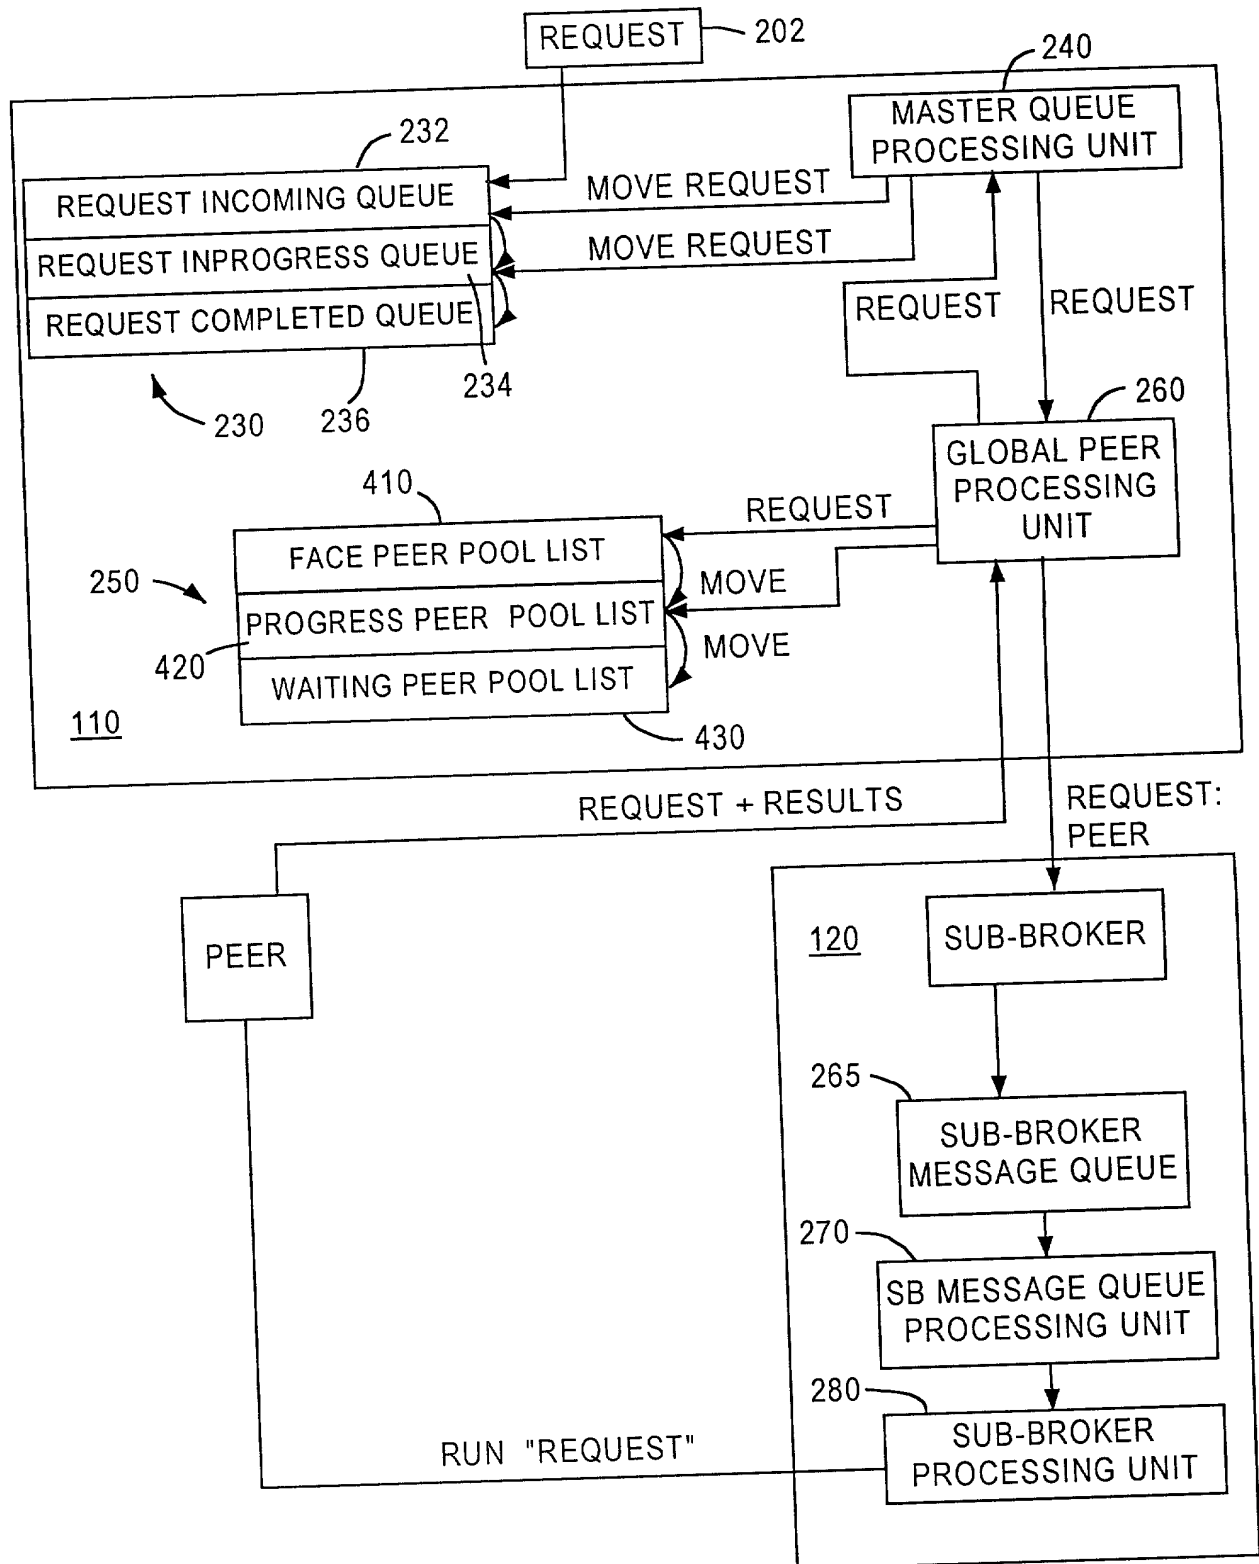 REQUEST
202
240
MASTER QUEUE
PROCESSING UNIT
232
REQUEST INCOMING QUEUE
MOVE REQUEST
REQUEST INPROGRESS QUEUE
MOVE REQUEST
REQUEST COMPLETED QUEUE
REQUEST
REQUEST
234
236
230
260
GLOBAL PEER
PROCESSING
UNIT
410
REQUEST
FACE PEER POOL LIST
250
MOVE
PROGRESS PEER POOL LIST
420
MOVE
WAITING PEER POOL LIST
430
110
REQUEST + RESULTS
REQUEST:
PEER
PEER
120
SUB-BROKER
265
SUB-BROKER
MESSAGE QUEUE
270
SB MESSAGE QUEUE
PROCESSING UNIT
280
SUB-BROKER
PROCESSING UNIT
RUN "REQUEST"